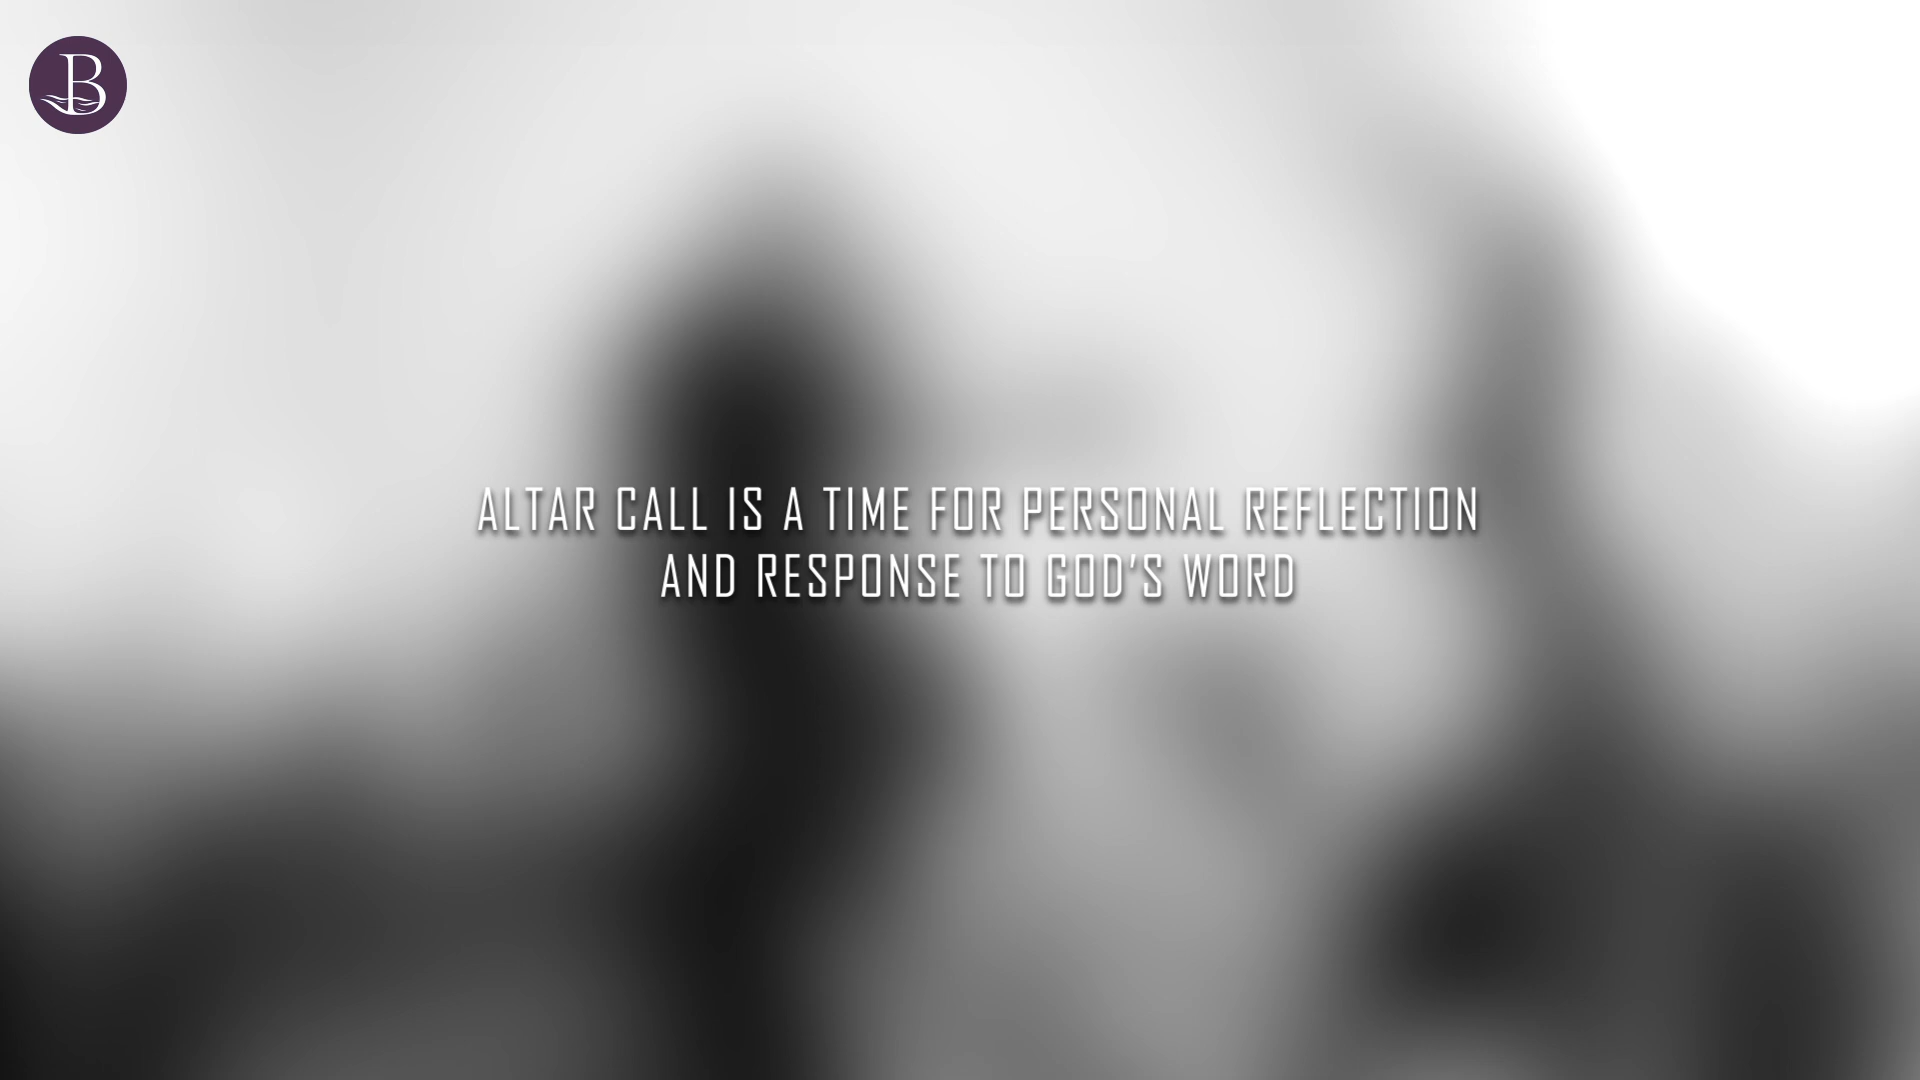 B
ALTAR CALL IS A TIME FOR PERSONAL REFLECTION
AND RESPONSE TO GOD'S WORD